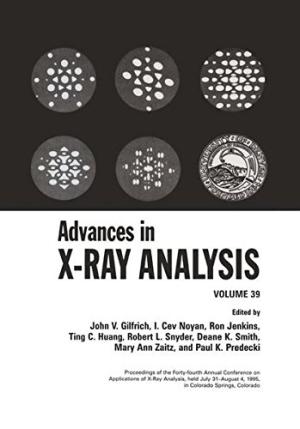 Advances in
X-RAY ANALYSIS
VOLUME 39
Edited by
John V. Gilfrich, I. Cev Noyan, Ron Jenkins,
Ting C. Huang, Robert L. Snyder, Deane K. Smith,
Mary Ann Zaitz, and Paul K. Predecki
Proceedings of the Forty-fourth Annual Conference on
Applications of X-Ray Analysis, held July 31–August 4, 1995,
in Colorado Springs, Colorado